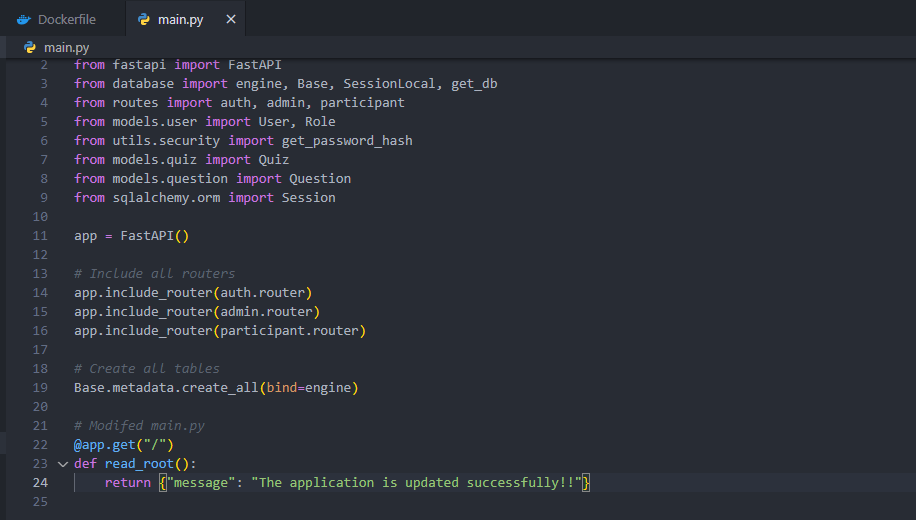 Dockerfile
main.py
main.py
2 from fastapi import FastAPI
3 from database import engine, Base, SessionLocal, get_db
4 from routes import auth, admin, participant
5 from models.user import User, Role
6 from utils.security import get_password_hash
7 from models.quiz import Quiz
8 from models.question import Question
9 from sqlalchemy.orm import Session
10
11 app = FastAPI()
12
13 # Include all routers
14 app.include_router(auth.router)
15 app.include_router(admin.router)
16 app.include_router(participant.router)
17
18 # Create all tables
19 Base.metadata.create_all(bind=engine)
20
21 # Modifed main.py
22 @app.get("/")
23 def read_root():
24     return {"message": "The application is updated successfully!!"}
25